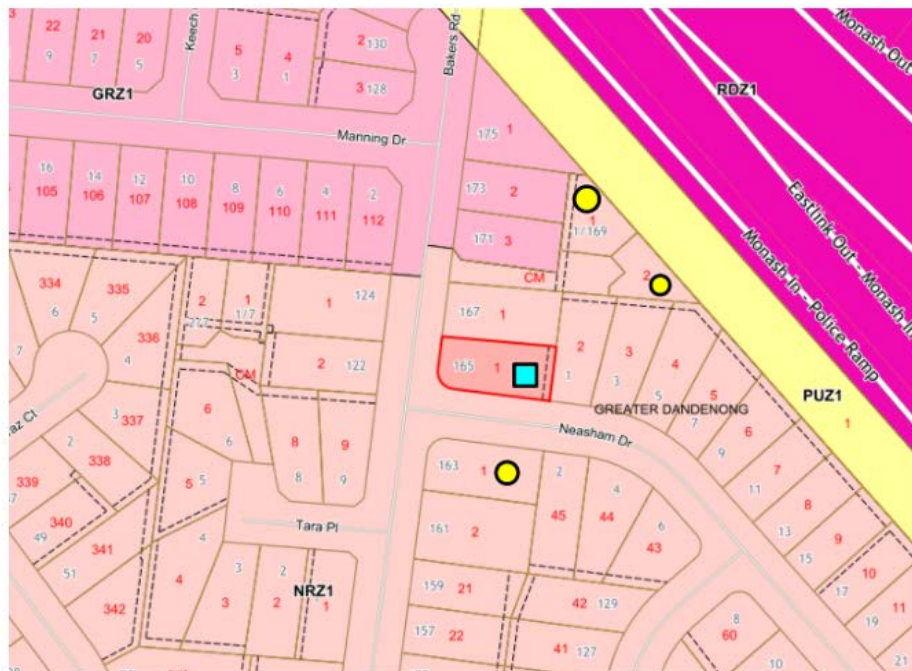 22 21 20
9 7 5
Keech
5 4
3 1
2 130
3 128
Bakers Rd
GRZ1
Manning Dr
RDZ1
Monash Out
Eastlink Out - Monash In
Monash In - Police Ramp
PUZ1
175 1
173 2
171 3
1
1/169
2
CM
16 14 12 10 8 6 4 2
105 106 107 108 109 110 111 112
334 335
6 5
336
7 4
2 1
1/7
1 124
2 122
CM
167 1
165 1
2 3 4 5 6 7 8 9 10 11
1 3 5 7 9 11 13 15 17 19 21
1
GREATER DANDENONG
Neasham Dr
3 337
2 338
339
340
49
341
51
342
6
6
5 5
8 9
8 9
Tara Pl
4
4
3 2
3 2 1
NRZ1
163 1
161 2
159 21
157 22
2 4 6
45 44 43
42 129
41 127
8
60
10